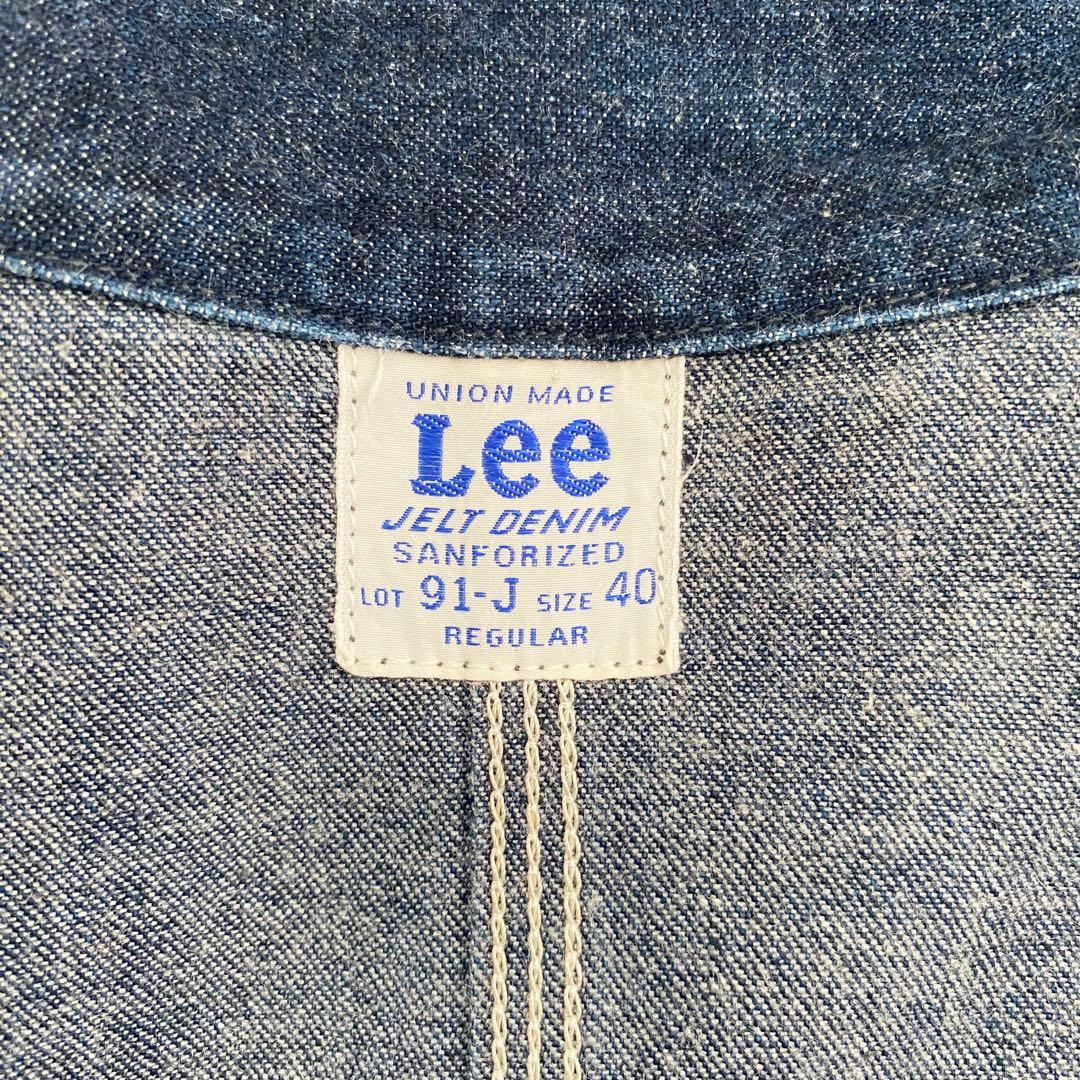 UNION MADE
Lee
JELT DENIM
SANFORIZED
LOT 91-J SIZE 40
REGULAR